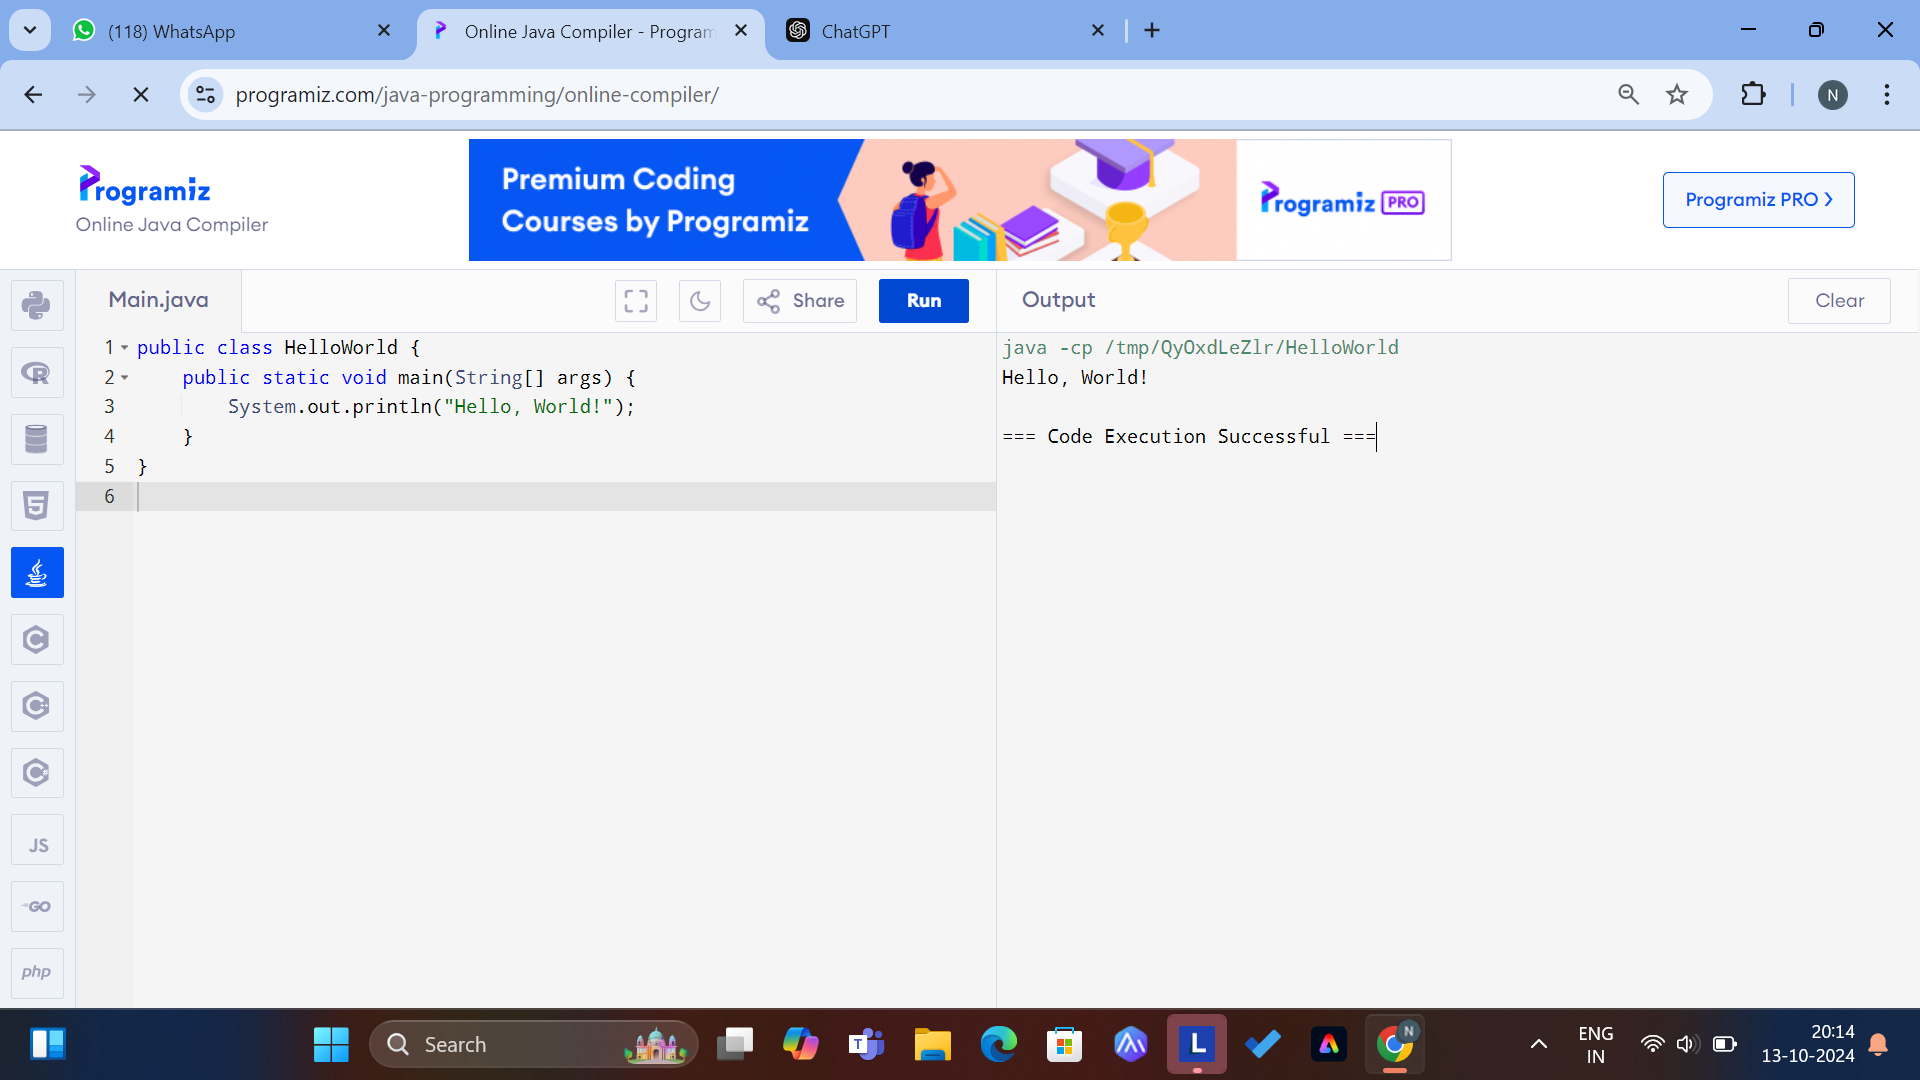 (118) WhatsApp
Online Java Compiler - Program
ChatGPT
programiz.com/java-programming/online-compiler/
N
Programiz
Online Java Compiler
Premium Coding
Courses by Programiz
Programiz PRO
Programiz PRO ›
Main.java
Share
Run
Output
Clear
1 public class HelloWorld {
2     public static void main(String[] args) {
3         System.out.println("Hello, World!");
4     }
5 }
6
java -cp /tmp/QyOxdLeZlr/HelloWorld
Hello, World!
=== Code Execution Successful ===
R
5
C
C++
C#
JS
GO
php
Search
T
L
N
ENG
IN
20:14
13-10-2024